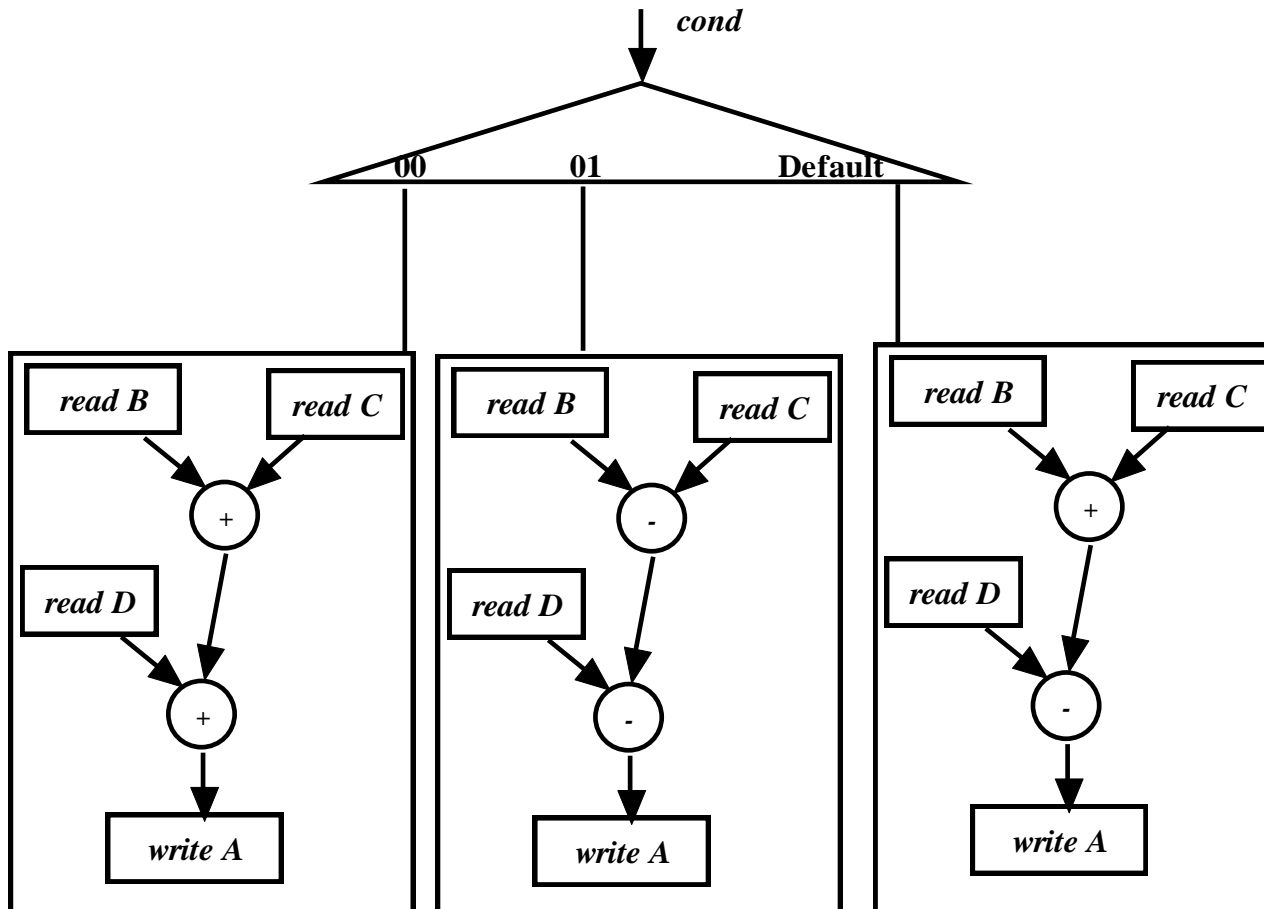 cond
00 01 Default
read B read C
+
read D
+
write A
read B read C
-
read D
-
write A
read B read C
+
read D
-
write A